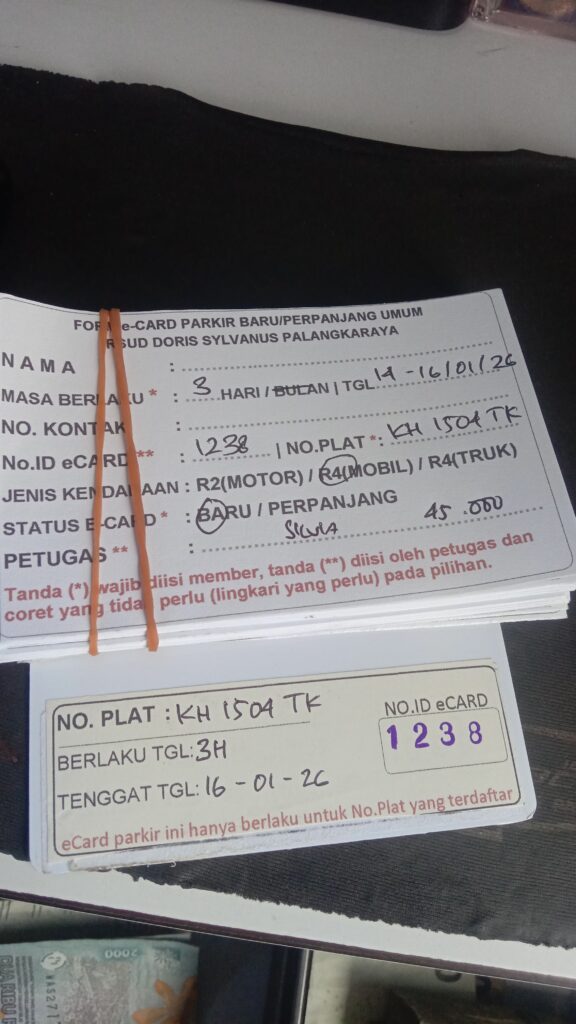 FORM e-CARD PARKIR BARU/PERPANJANG UMUM
RSUD DORIS SYLVANUS PALANGKARAYA
NAMA :
MASA BERLAKU * : 3 HARI / BULAN | TGL 14 - 16/01/26
NO. KONTAK :
No.ID eCARD ** : 1238 | NO.PLAT *: KH 1504 TK
JENIS KENDARAAN : R2(MOTOR) / R4(MOBIL) / R4(TRUK)
STATUS E-CARD * : BARU / PERPANJANG
PETUGAS ** : SILVIA 45.000
Tanda (*) wajib diisi member, tanda (**) diisi oleh petugas dan
coret yang tidak perlu (lingkari yang perlu) pada pilihan.
NO. PLAT : KH 1504 TK
NO.ID eCARD
1238
BERLAKU TGL: 3H
TENGGAT TGL: 16 - 01 - 26
eCard parkir ini hanya berlaku untuk No.Plat yang terdaftar
2000